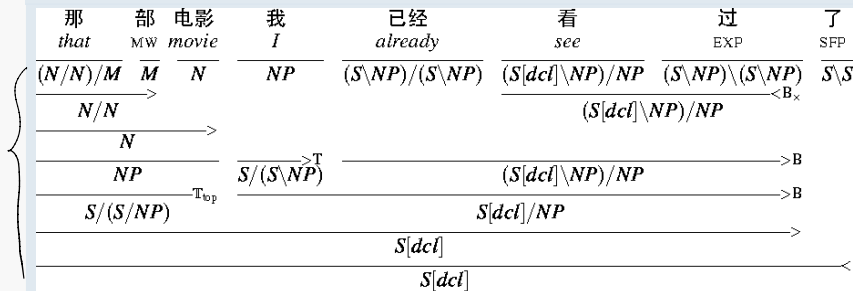 那 部 电影 我 已经 看 过 了
that MW movie I already see EXP SFP
(N/N)/M M N NP (S\NP)/(S\NP) (S[dcl]\NP)/NP (S\NP)\(S\NP) S\S
> <B×
N/N (S[dcl]\NP)/NP
>
N
>T >B
NP S/(S\NP) (S[dcl]\NP)/NP
𝕋top >B
S/(S/NP) S[dcl]/NP
>
S[dcl]
<
S[dcl]